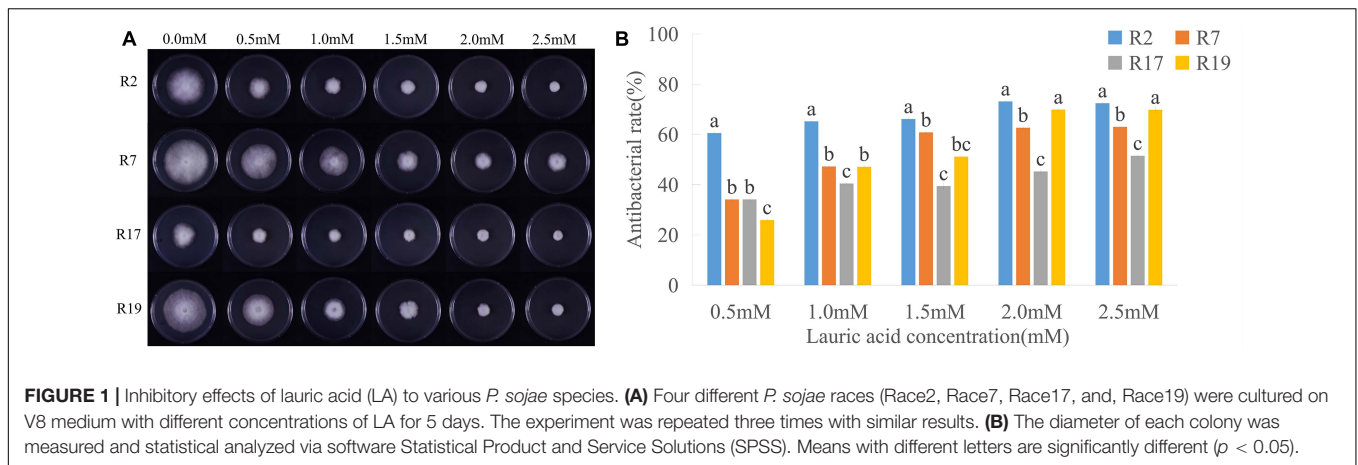 A
0.0mM 0.5mM 1.0mM 1.5mM 2.0mM 2.5mM
R2
R7
R17
R19
B
R2 R7
R17 R19
Antibacterial rate(%)
100
80
60
40
20
0
a b b c
a b c b
a b c bc
a b c a
a b c a
0.5mM 1.0mM 1.5mM 2.0mM 2.5mM
Lauric acid concentration(mM)
FIGURE 1 | Inhibitory effects of lauric acid (LA) to various P. sojae species. (A) Four different P. sojae races (Race2, Race7, Race17, and, Race19) were cultured on
V8 medium with different concentrations of LA for 5 days. The experiment was repeated three times with similar results. (B) The diameter of each colony was
measured and statistical analyzed via software Statistical Product and Service Solutions (SPSS). Means with different letters are significantly different (p < 0.05).